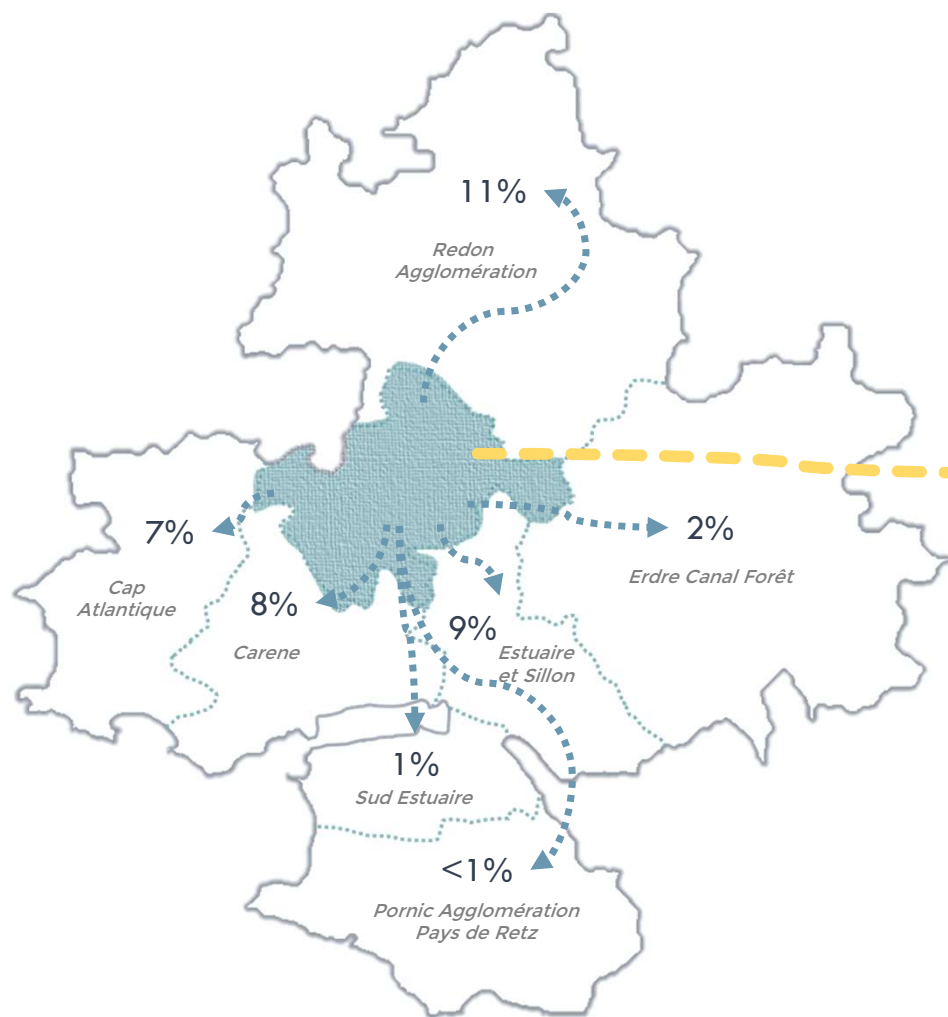 11%
Redon
Agglomération
7%
Cap
Atlantique
8%
Carene
9%
Estuaire
et Sillon
2%
Erdre Canal Forêt
1%
Sud Estuaire
<1%
Pornic Agglomération
Pays de Retz